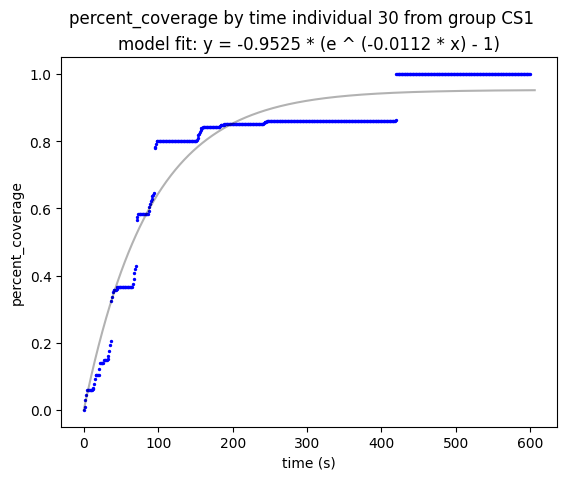 percent_coverage by time individual 30 from group CS1
model fit: y = -0.9525 * (e ^ (-0.0112 * x) - 1)
1.0
0.8
0.6
0.4
0.2
0.0
percent_coverage
0 100 200 300 400 500 600
time (s)